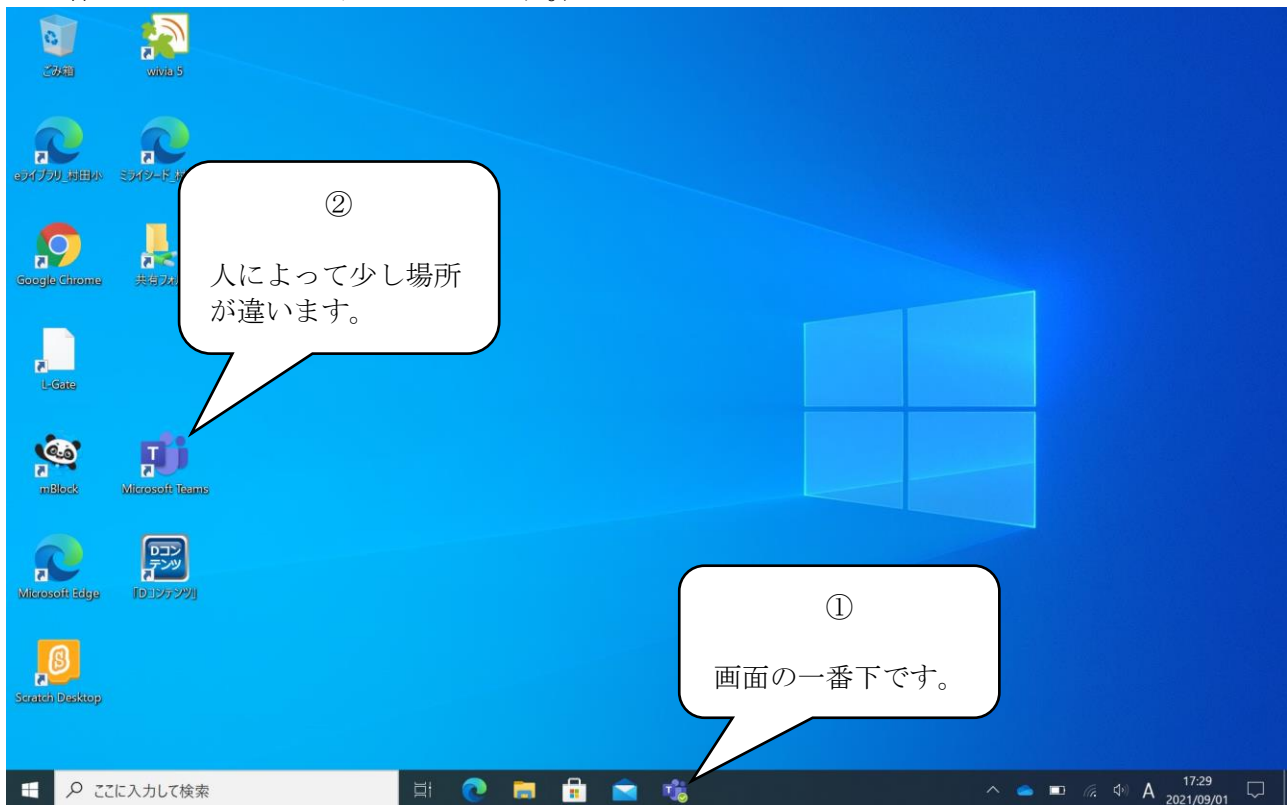 ごみ箱
wivia 5
eライブラリ_村田小
ミライシード_
②
人によって少し場所
が違います。
Google Chrome
共有フォ
L-Gate
mBlock
T
Microsoft Teams
Microsoft Edge
Dコン
テンツ
『Dコンテンツ』
①
画面の一番下です。
S
Scratch Desktop
ここに入力して検索
A
17:29
2021/09/01